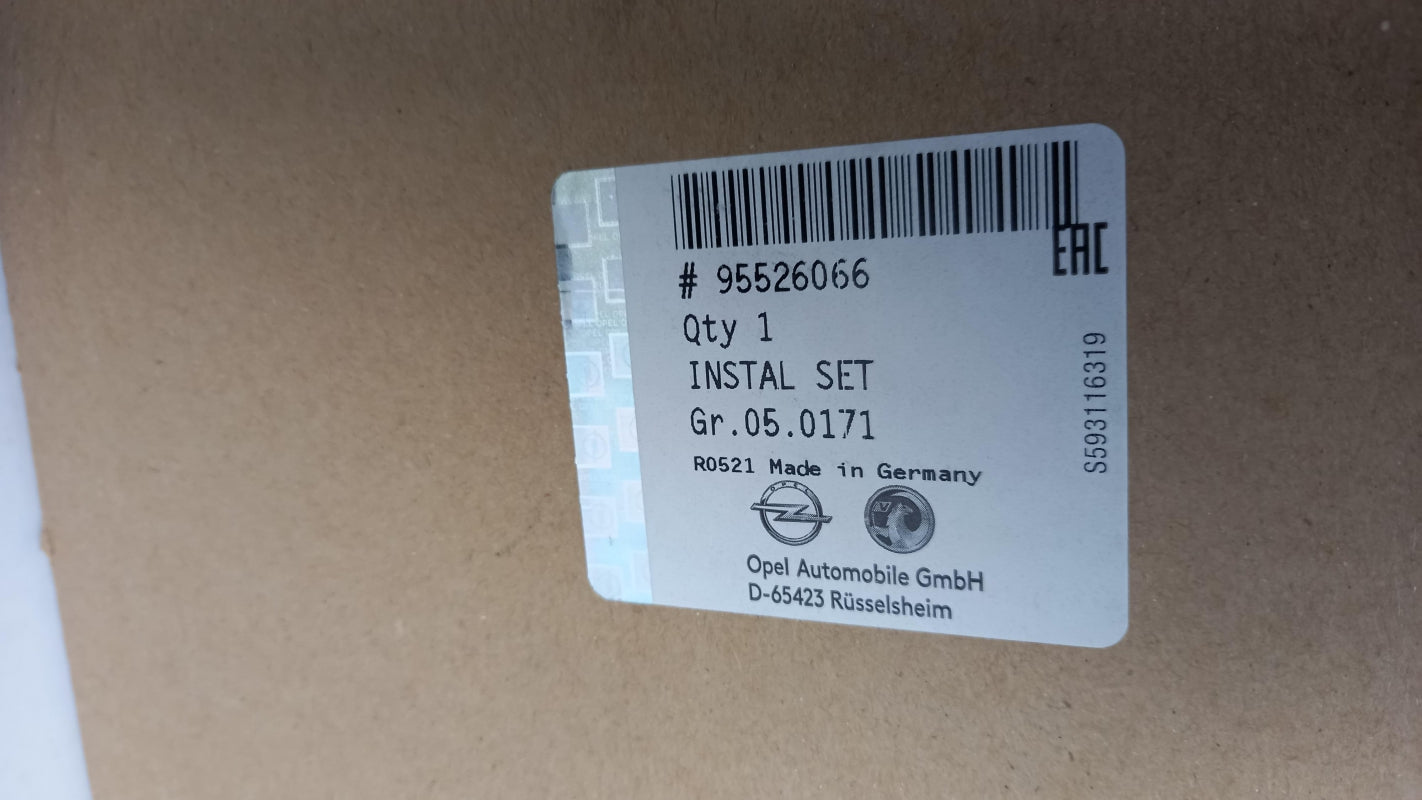 # 95526066
EAC
Qty 1
INSTAL SET
Gr.05.0171
S593116319
R0521 Made in Germany
OPEL
Opel Automobile GmbH
D-65423 Rüsselsheim